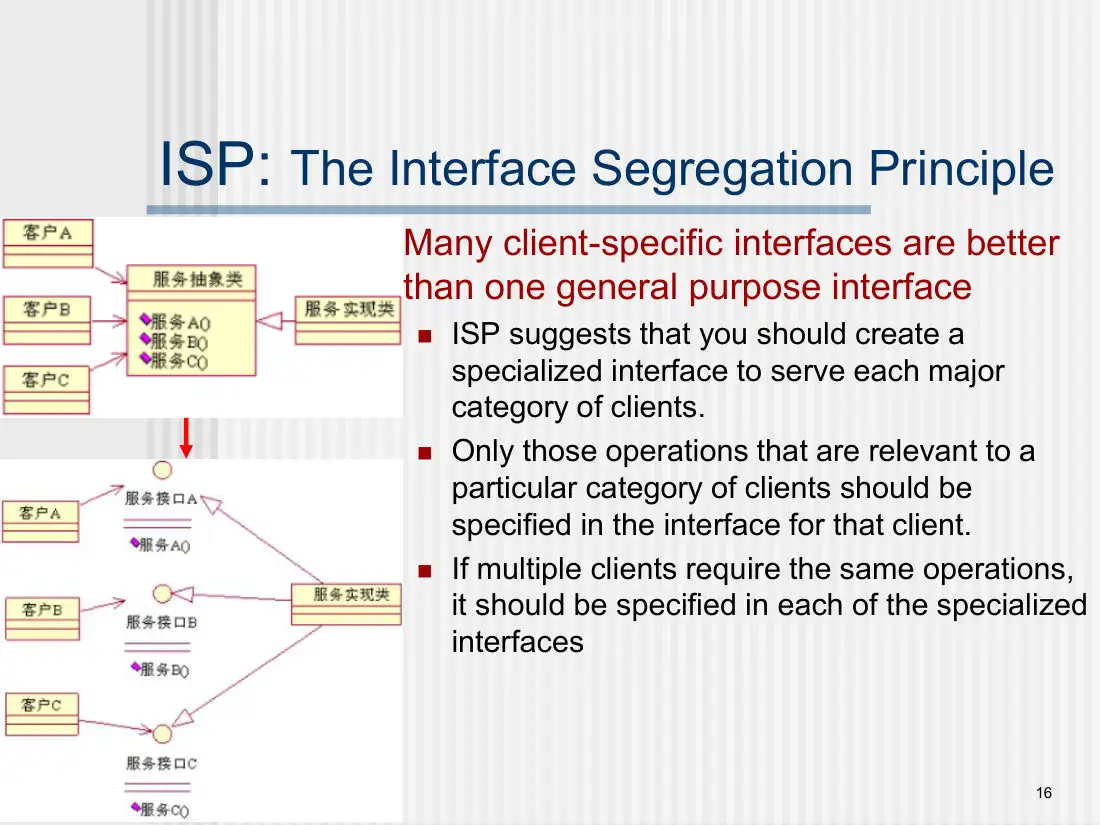 ISP: The Interface Segregation Principle
客户A
客户B
客户C
服务抽象类
服务A()
服务B()
服务C()
服务实现类
客户A
客户B
客户C
服务接口A
服务A()
服务接口B
服务B()
服务接口C
服务C()
服务实现类
Many client-specific interfaces are better
than one general purpose interface
ISP suggests that you should create a
specialized interface to serve each major
category of clients.
Only those operations that are relevant to a
particular category of clients should be
specified in the interface for that client.
If multiple clients require the same operations,
it should be specified in each of the specialized
interfaces
16